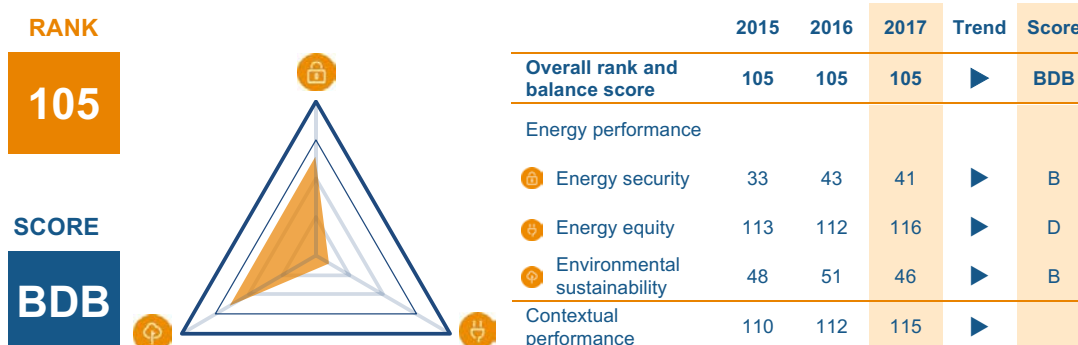 RANK
105
SCORE
BDB
2015 2016 2017 Trend Score
Overall rank and
balance score 105 105 105 BDB
Energy performance
Energy security 33 43 41 B
Energy equity 113 112 116 D
Environmental
sustainability 48 51 46 B
Contextual
performance 110 112 115